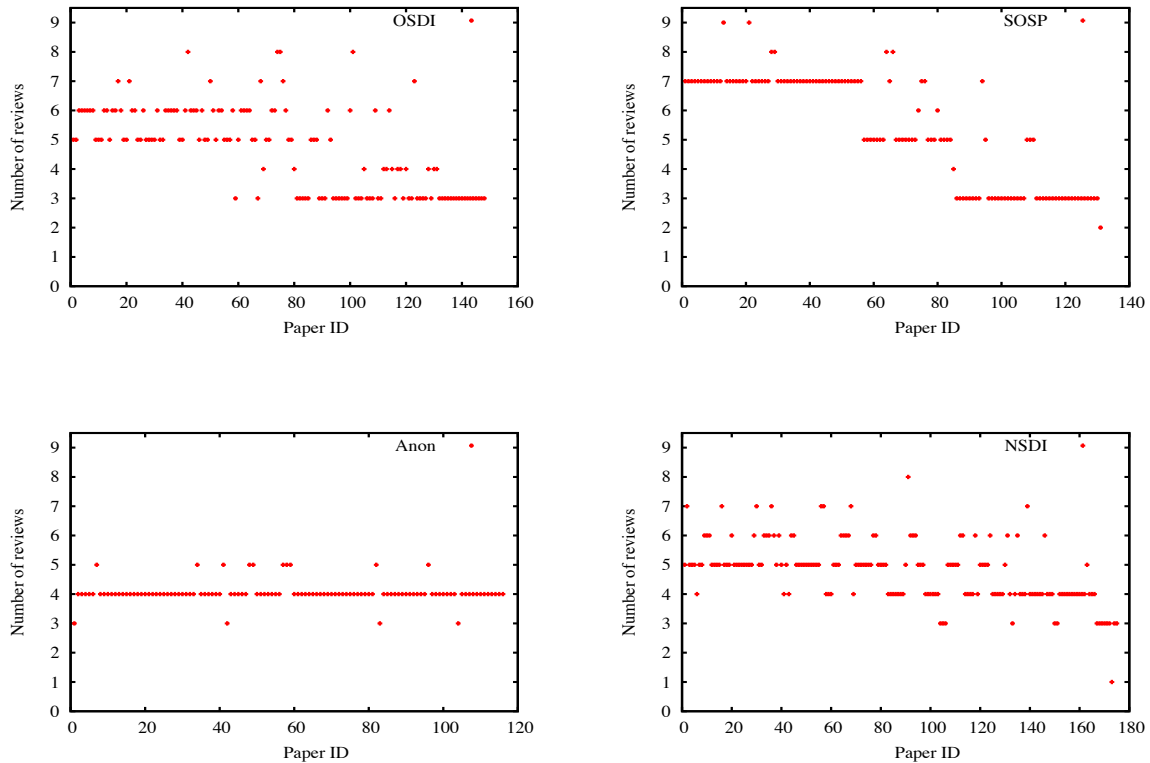 OSDI
Number of reviews
9
8
7
6
5
4
3
2
1
0
0 20 40 60 80 100 120 140 160
Paper ID
SOSP
Number of reviews
9
8
7
6
5
4
3
2
1
0
0 20 40 60 80 100 120 140
Paper ID
Anon
Number of reviews
9
8
7
6
5
4
3
2
1
0
0 20 40 60 80 100 120
Paper ID
NSDI
Number of reviews
9
8
7
6
5
4
3
2
1
0
0 20 40 60 80 100 120 140 160 180
Paper ID